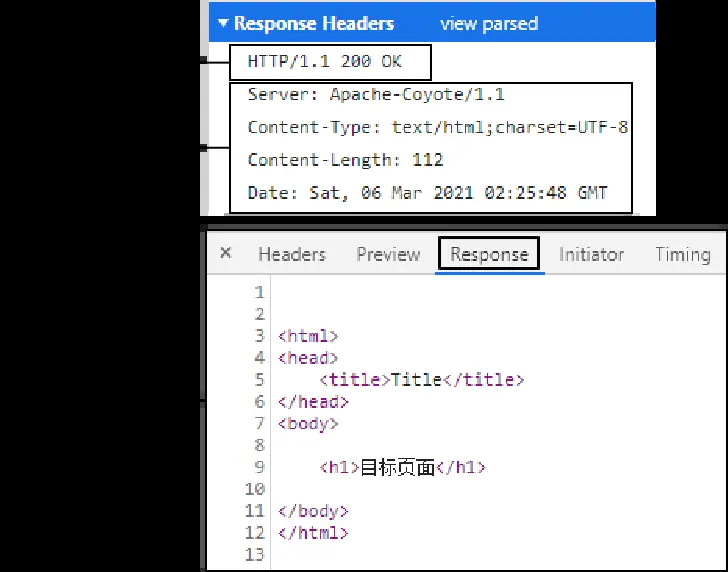 Response Headers view parsed
HTTP/1.1 200 OK
Server: Apache-Coyote/1.1
Content-Type: text/html;charset=UTF-8
Content-Length: 112
Date: Sat, 06 Mar 2021 02:25:48 GMT
× Headers Preview Response Initiator Timing
1
2
3 <html>
4 <head>
5 <title>Title</title>
6 </head>
7 <body>
8
9 <h1>目标页面</h1>
10
11 </body>
12 </html>
13